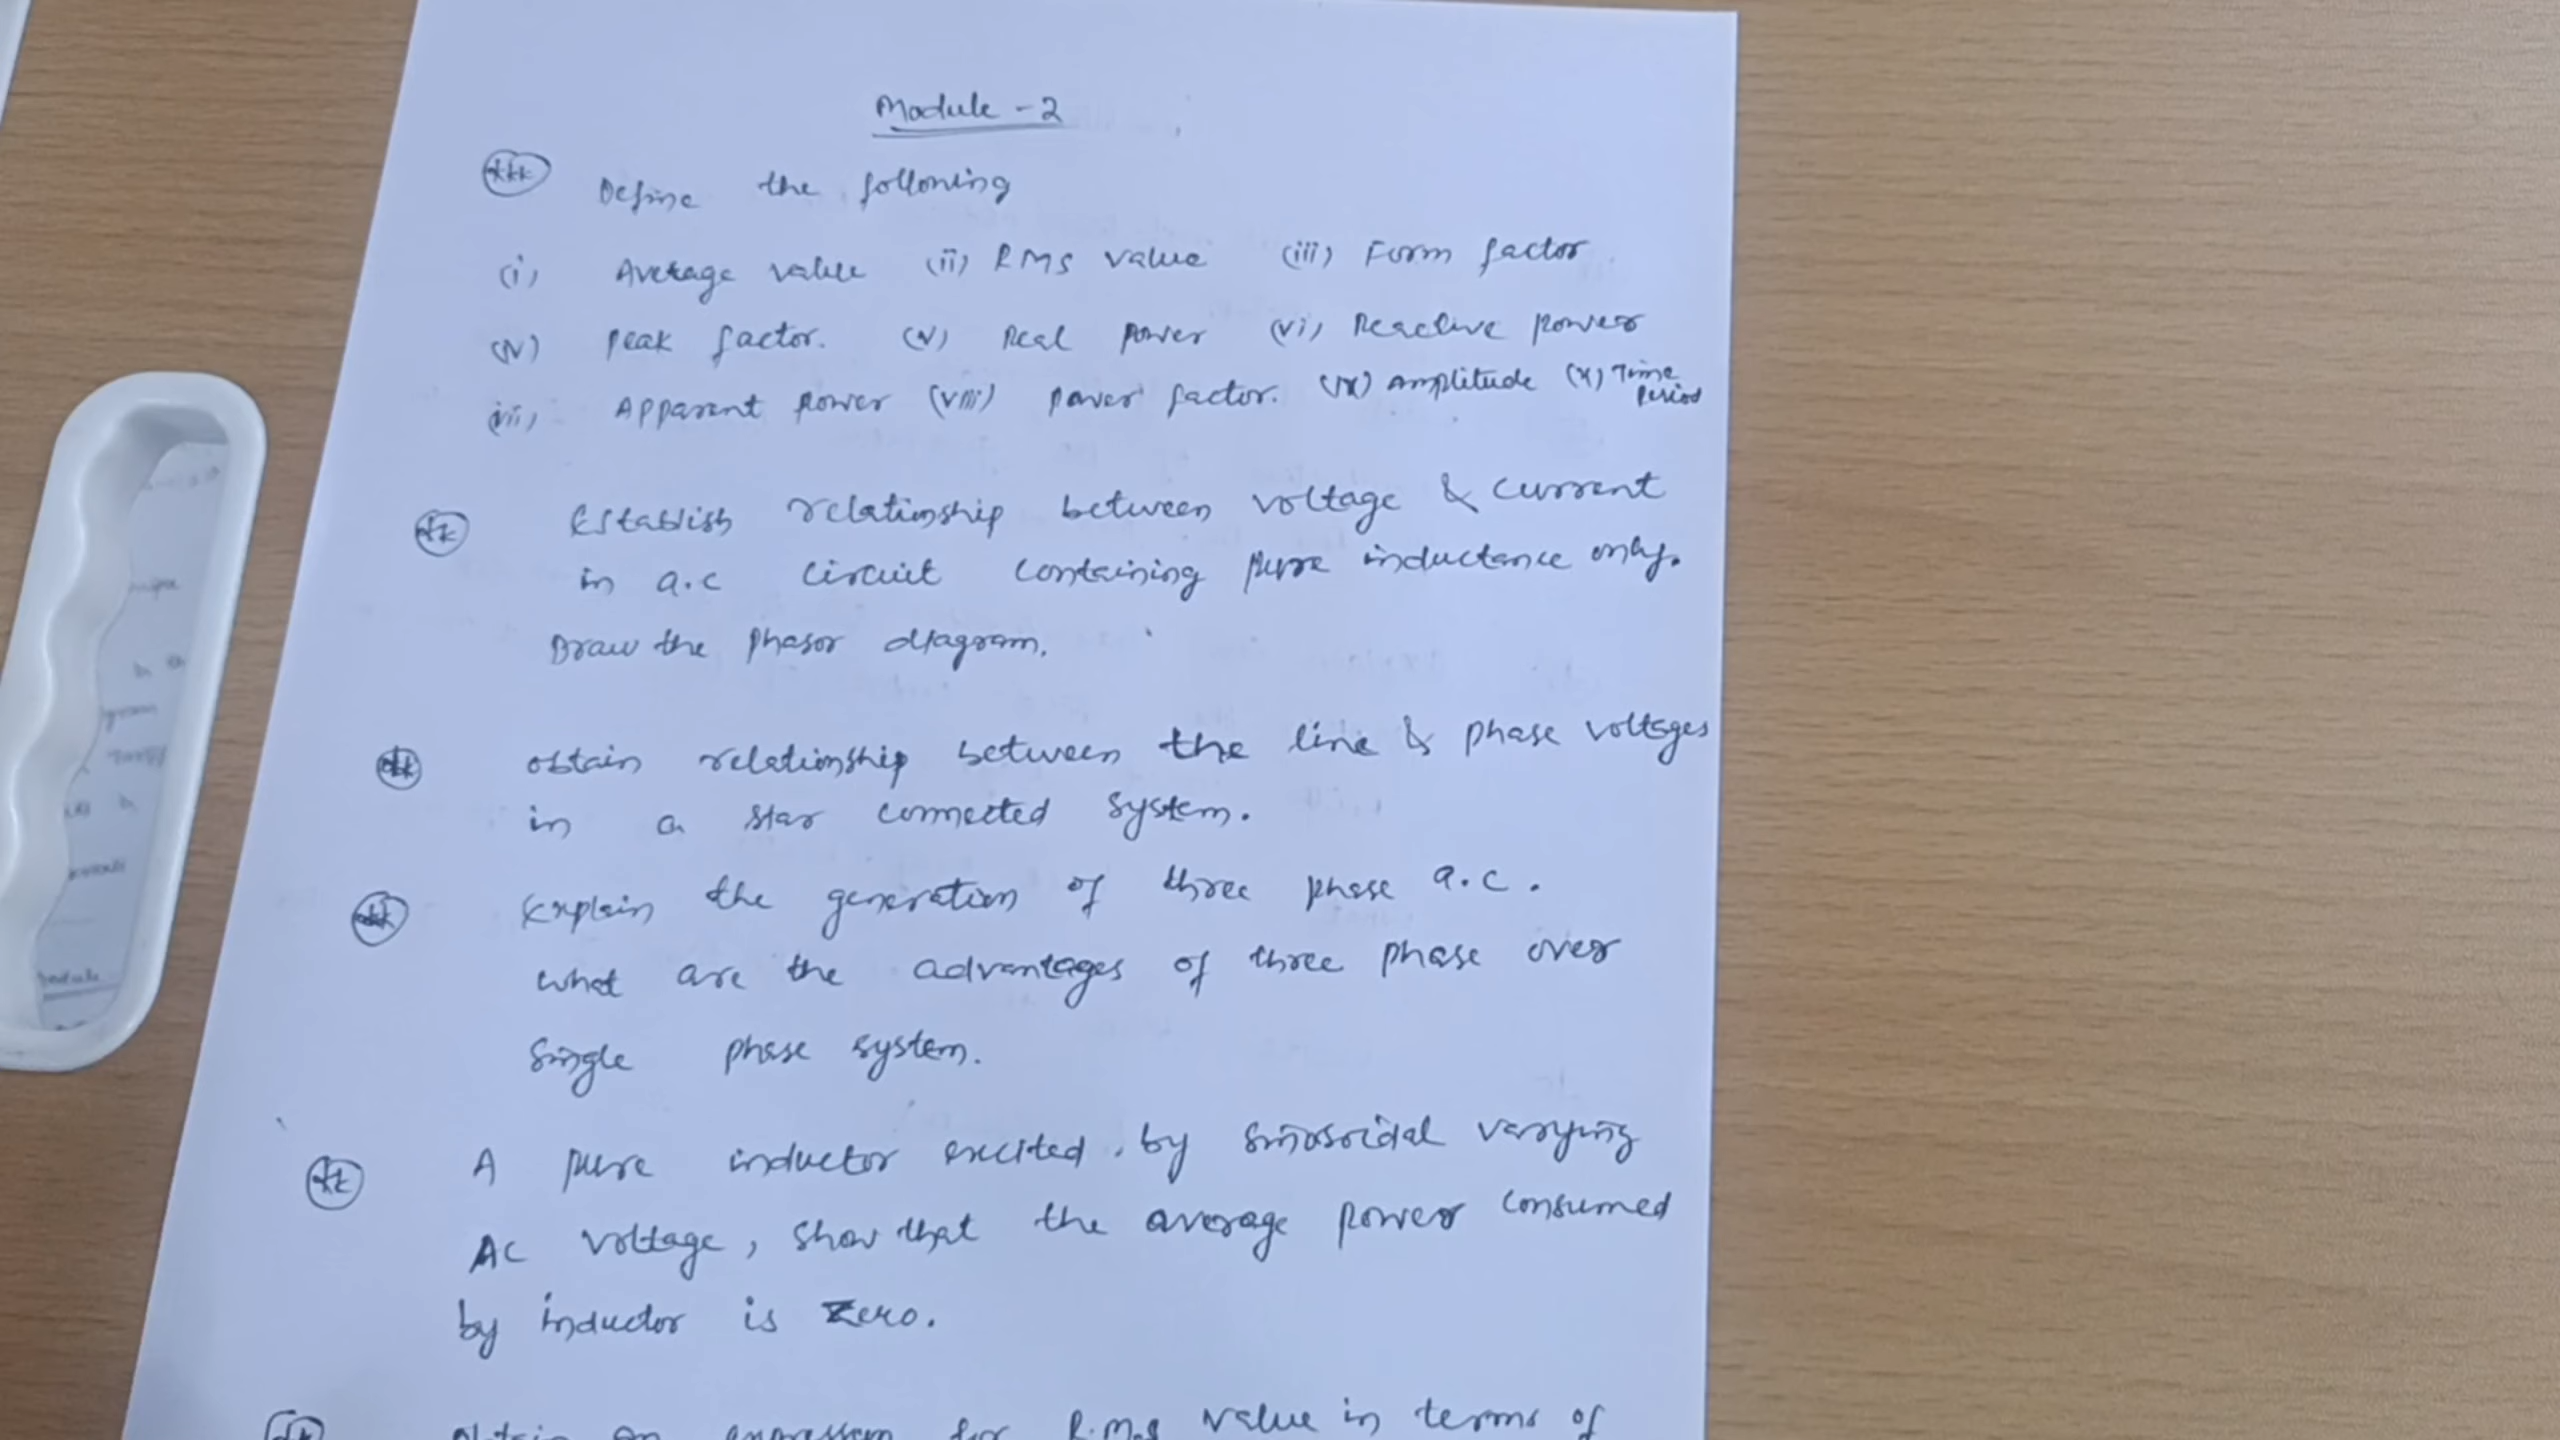 Module - 2
*** Define the following
(i) Average value (ii) RMS value (iii) Form factor
(iv) Peak factor. (v) Real power (vi) Reactive power
(vii) Apparent power (viii) power factor. (ix) Amplitude (x) Time Period
** Establish relationship between voltage & current
in a.c circuit containing pure inductance only.
Draw the phasor diagram.
obtain relationship between the line & phase voltages
in a star connected system.
Explain the generation of three phase a.c.
what are the advantages of three phase over
single phase system.
** A pure inductor excited by sinosoidal varying
AC voltage, show that the average power consumed
by inductor is zero.
obtain an expression for R.M.S value in terms of